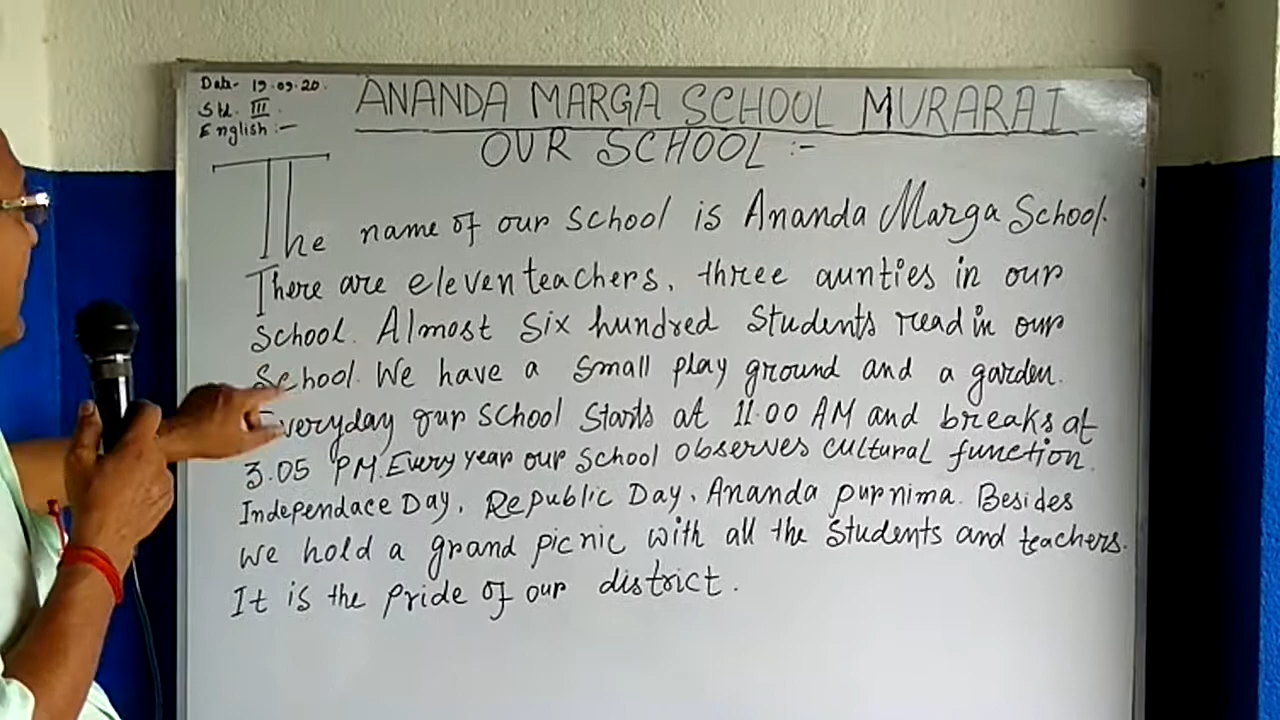 Date- 19.09.20.
Std. III.
English :-
ANANDA MARGA SCHOOL MURARAI
OUR SCHOOL :-
The name of our school is Ananda Marga School.
There are eleven teachers, three aunties in our
school. Almost six hundred students read in our
school. We have a small play ground and a garden.
Everyday our school starts at 11.00 AM and breaks at
3.05 PM. Every year our school observes cultural function.
Independace Day, Republic Day, Ananda purnima. Besides
we hold a grand picnic with all the students and teachers.
It is the pride of our district.